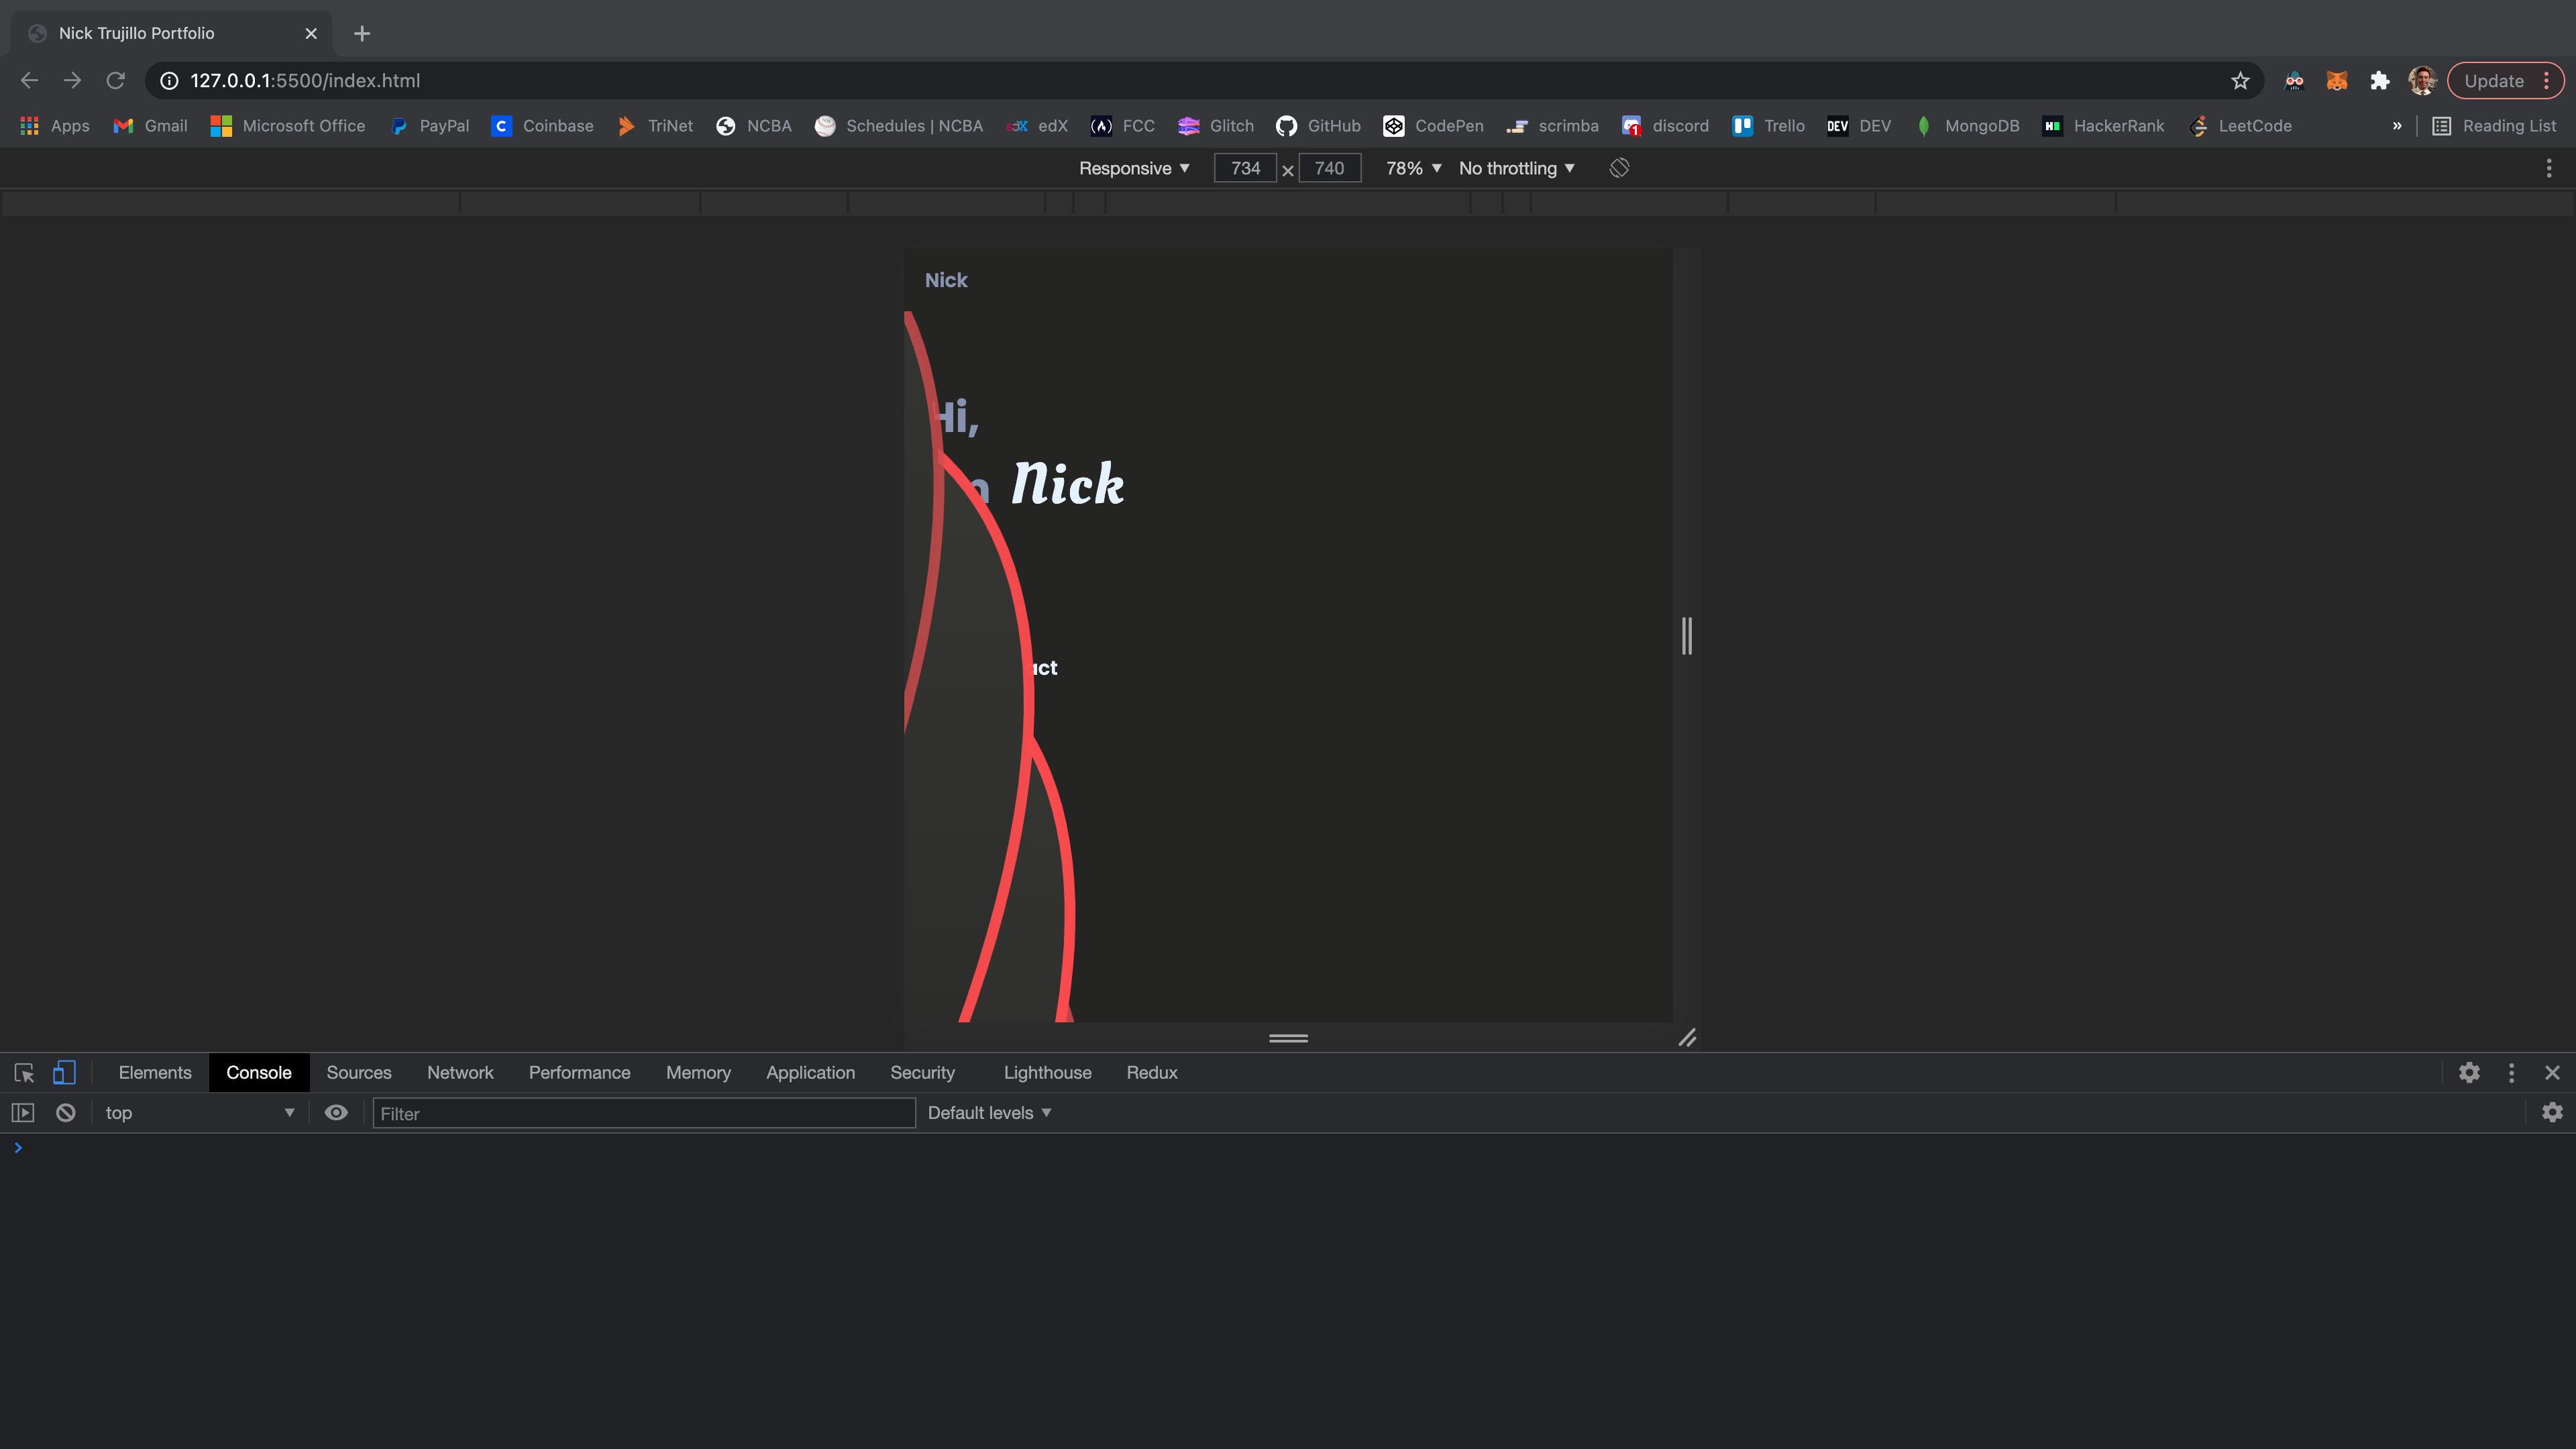 Nick Trujillo Portfolio
127.0.0.1:5500/index.html
Update
Apps Gmail Microsoft Office PayPal Coinbase TriNet NCBA Schedules | NCBA edX FCC Glitch GitHub CodePen scrimba discord Trello DEV DEV MongoDB HackerRank LeetCode » Reading List
Responsive 734 × 740 78% No throttling
Nick
Hi,
Nick
act
Elements Console Sources Network Performance Memory Application Security Lighthouse Redux
top Filter Default levels